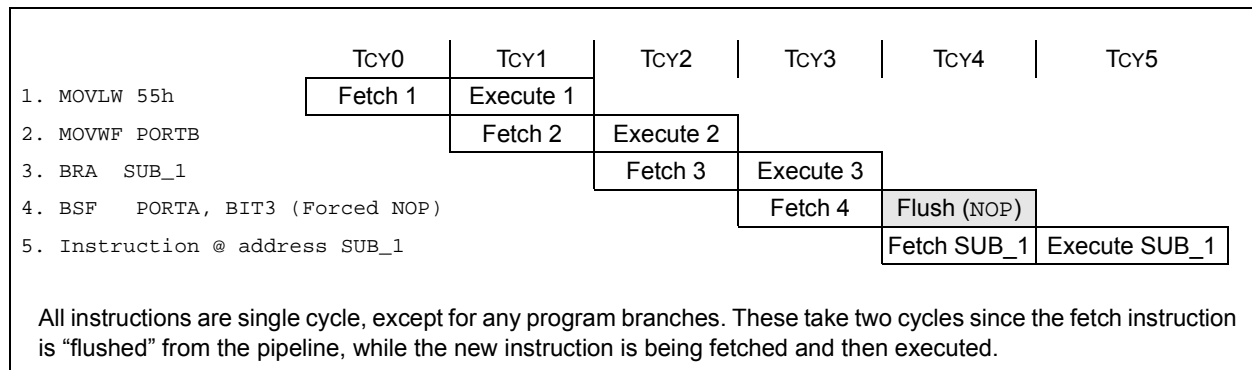 TCY0 TCY1 TCY2 TCY3 TCY4 TCY5
1. MOVLW 55h Fetch 1 Execute 1
2. MOVWF PORTB Fetch 2 Execute 2
3. BRA SUB_1 Fetch 3 Execute 3
4. BSF PORTA, BIT3 (Forced NOP) Fetch 4 Flush (NOP)
5. Instruction @ address SUB_1 Fetch SUB_1 Execute SUB_1
All instructions are single cycle, except for any program branches. These take two cycles since the fetch instruction
is “flushed” from the pipeline, while the new instruction is being fetched and then executed.